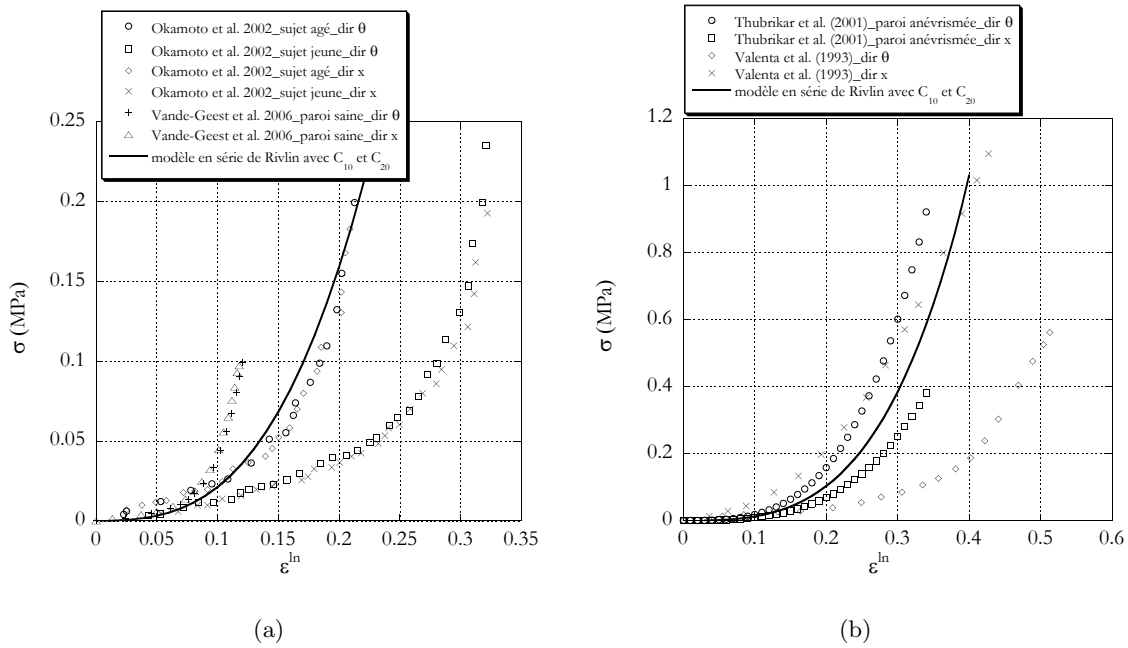 Okamoto et al. 2002_sujet agé_dir θ
Okamoto et al. 2002_sujet jeune_dir θ
Okamoto et al. 2002_sujet agé_dir x
Okamoto et al. 2002_sujet jeune_dir x
Vande-Geest et al. 2006_paroi saine_dir θ
Vande-Geest et al. 2006_paroi saine_dir x
modèle en série de Rivlin avec C10 et C20
0.25
0.2
0.15
0.1
0.05
0
σ (MPa)
0 0.05 0.1 0.15 0.2 0.25 0.3 0.35
εln
(a)
Thubrikar et al. (2001)_paroi anévrismée_dir θ
Thubrikar et al. (2001)_paroi anévrismée_dir x
Valenta et al. (1993)_dir θ
Valenta et al. (1993)_dir x
modèle en série de Rivlin avec C10 et C20
1.2
1
0.8
0.6
0.4
0.2
0
σ (MPa)
0 0.1 0.2 0.3 0.4 0.5 0.6
εln
(b)